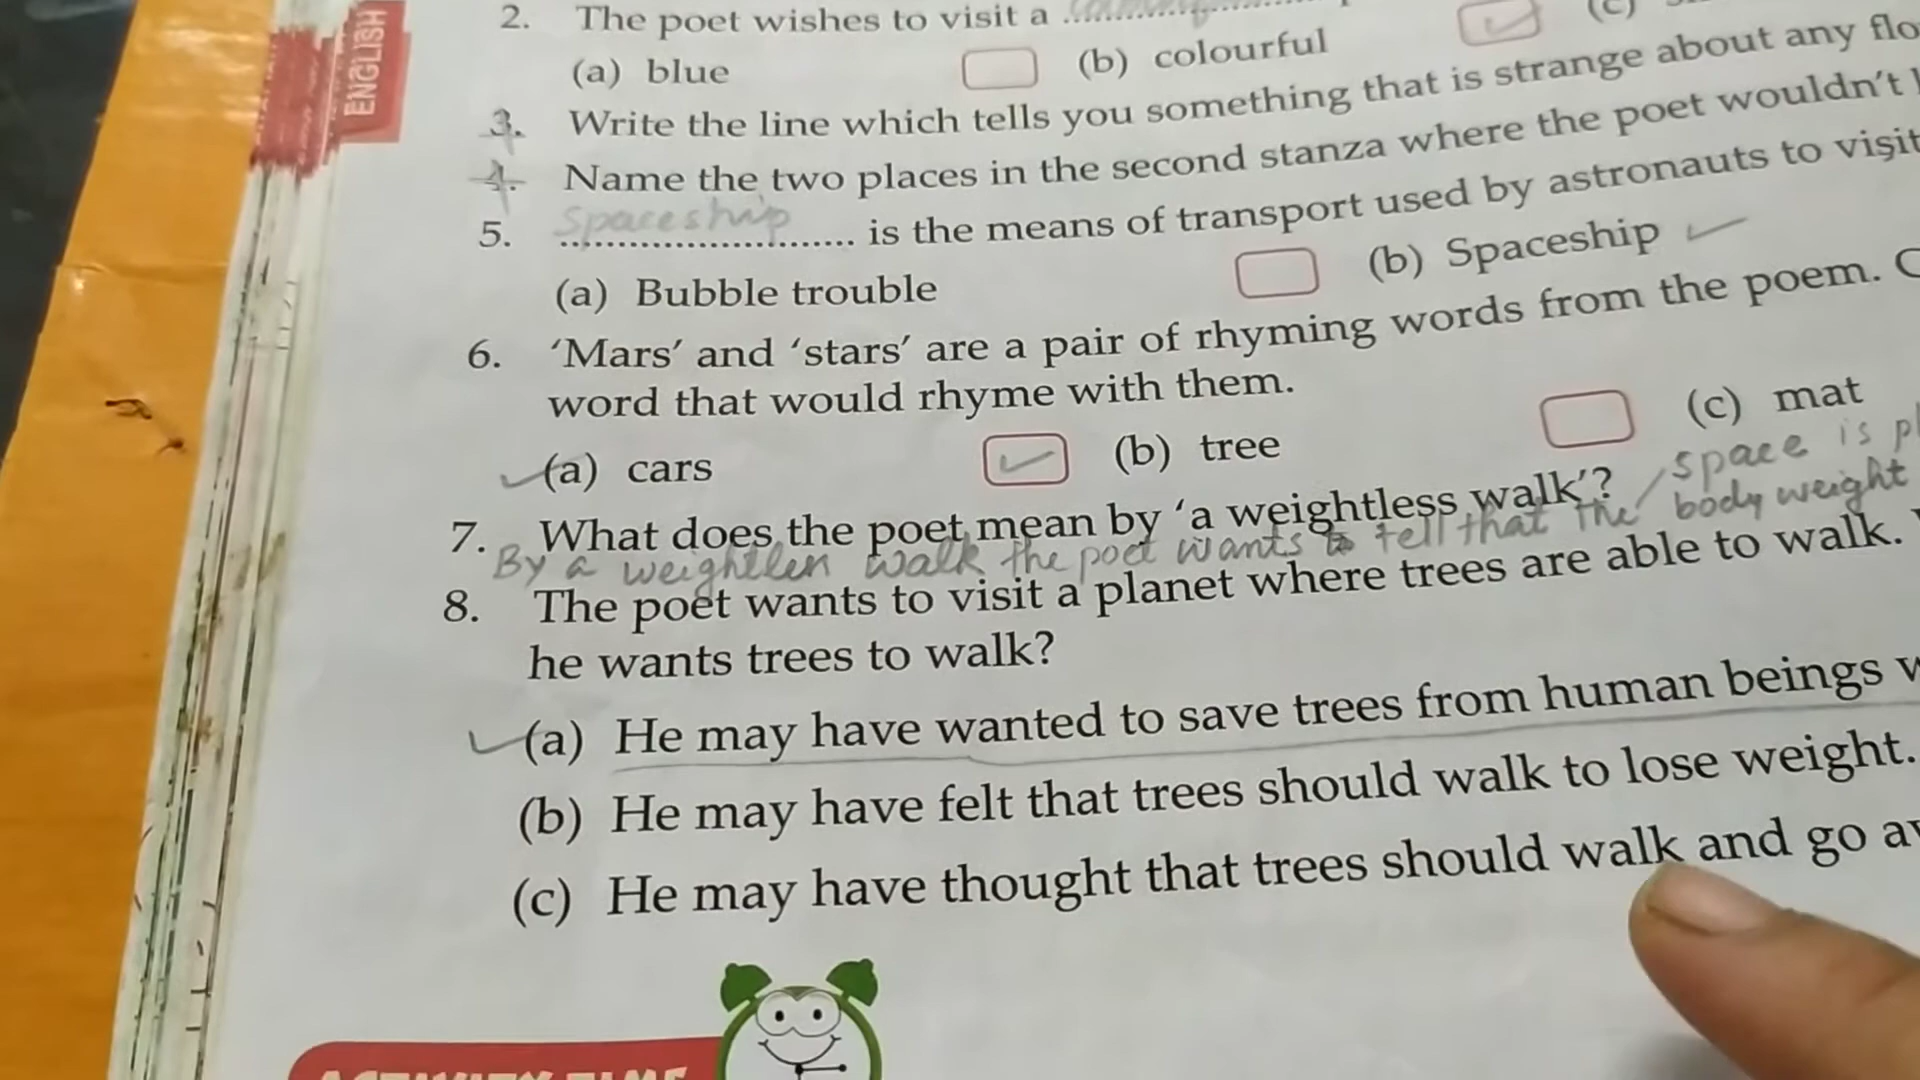 ENGLISH
2. The poet wishes to visit a ....................
(a) blue (b) colourful (c)
3. Write the line which tells you something that is strange about any flo
4. Name the two places in the second stanza where the poet wouldn't
Spaceship
5. ........................... is the means of transport used by astronauts to visit
(a) Bubble trouble (b) Spaceship
6. 'Mars' and 'stars' are a pair of rhyming words from the poem. C
word that would rhyme with them.
(a) cars (b) tree (c) mat
7. What does the poet mean by 'a weightless walk'? space is pl
By a weightless walk the poet wants to tell that the body weight
8. The poet wants to visit a planet where trees are able to walk.
he wants trees to walk?
(a) He may have wanted to save trees from human beings w
(b) He may have felt that trees should walk to lose weight.
(c) He may have thought that trees should walk and go a
ACTIVITY TIME